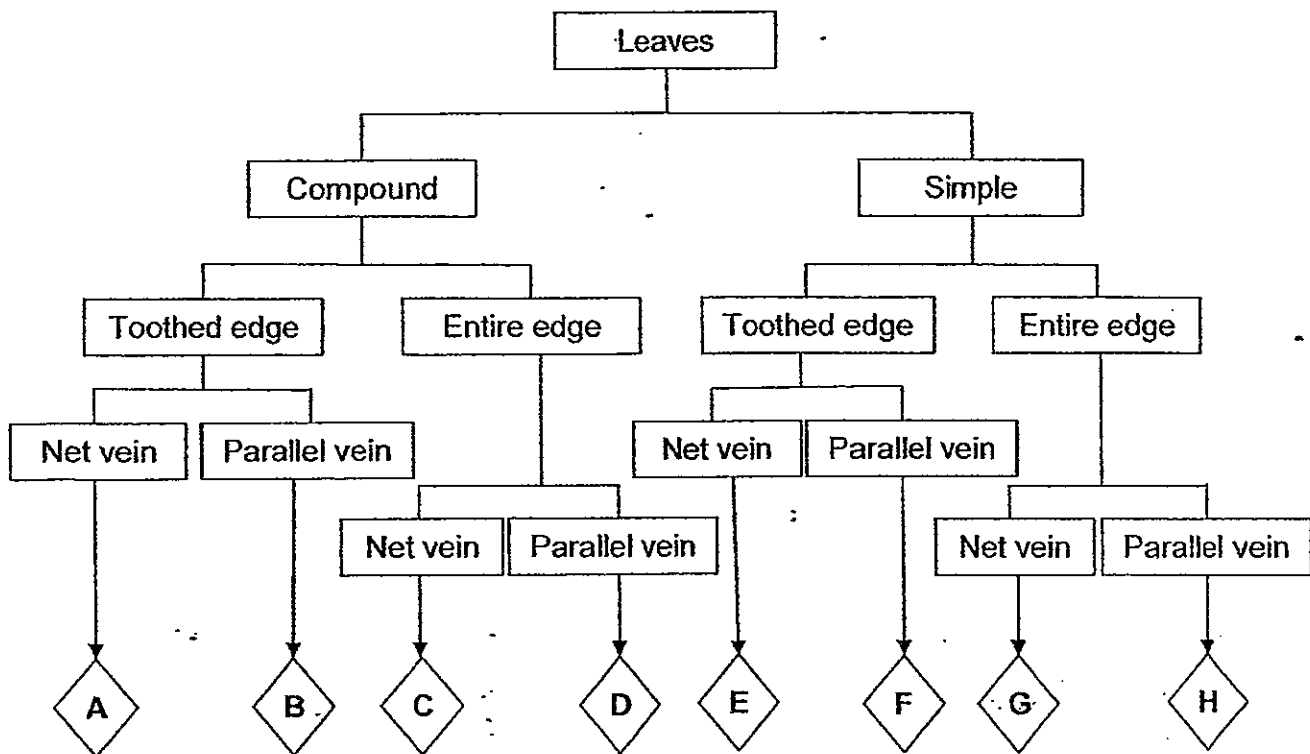 Leaves
Compound Simple
Toothed edge Entire edge Toothed edge Entire edge
Net vein Parallel vein Net vein Parallel vein
Net vein Parallel vein Net vein Parallel vein
A B C D E F G H